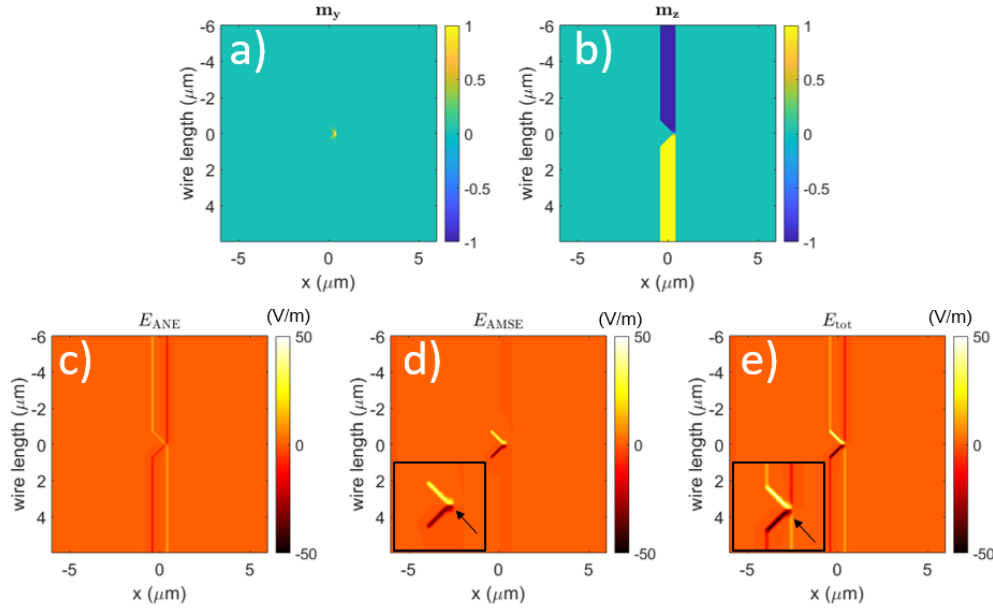 m_y
m_z
a)
b)
-6
-4
-2
0
2
4
wire length (μm)
-5
0
5
x (μm)
1
0.5
0
-0.5
-1
-6
-4
-2
0
2
4
wire length (μm)
-5
0
5
x (μm)
1
0.5
0
-0.5
-1
E_ANE
(V/m)
E_AMSE
(V/m)
E_tot
(V/m)
c)
d)
e)
-6
-4
-2
0
2
4
wire length (μm)
-5
0
5
x (μm)
50
0
-50
-6
-4
-2
0
2
4
wire length (μm)
-5
0
5
x (μm)
50
0
-50
-6
-4
-2
0
2
4
wire length (μm)
-5
0
5
x (μm)
50
0
-50